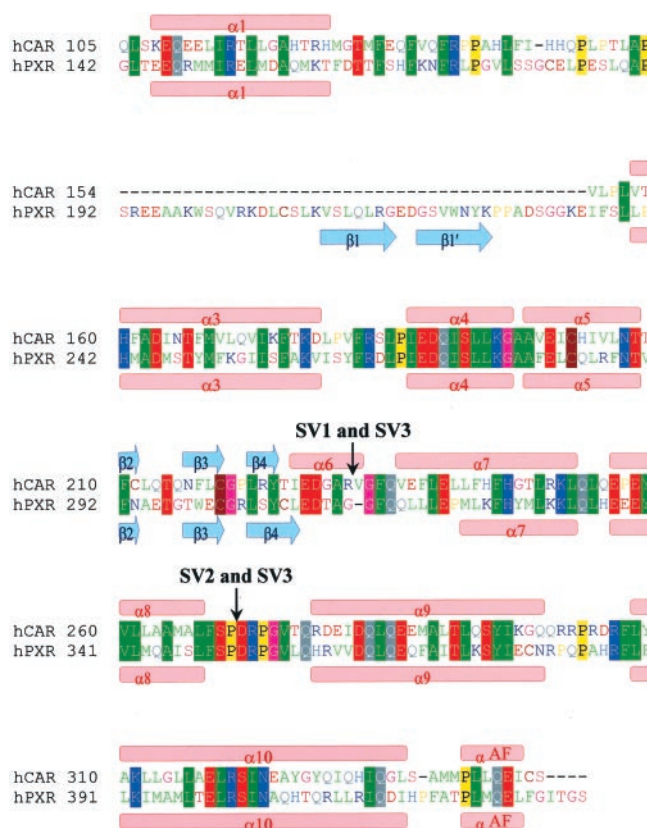 α1
hCAR 105 QLSKEQEELIRTLLGAHTRHMGTMFEQFVQFRPPAHLFI-HHQPLPTLAP
hPXR 142 GLTEEQRMMIRELMDAQMKTFDTTFSHFKNFRLPGVLSSGCELPESLQAP
α1
hCAR 154 --------------------------------------------VLPLVT
hPXR 192 SREEAAKWSQVRKDLCSLKVSLQLRGEDGSVWNYKPPADSGGKEIFSLLP
β1 β1'
α3 α4 α5
hCAR 160 HFADINTFMVLQVIKFTKDLPVFRSLPIEDQISLLKGAAVEICHIVLNTT
hPXR 242 HMADMSTYMFKGIISFAKVISYFRDLPIEDQISLLKGAAFELCQLRFNTV
α3 α4 α5
SV1 and SV3
β2 β3 β4 α6 α7
hCAR 210 FCLQTQNFLCGPLRYTIEDGARVGFQVEFLELLFHFHGTLRKLQLQEPEY
hPXR 292 FNAETGTWECGRLSYCLEDTAG-GFQQLLLEPMLKFHYMLKKLQLHEEEY
β2 β3 β4 α7
SV2 and SV3
α8 α9
hCAR 260 VLLAAMALFSPDRPGVTQRDEIDQLQEEMALTLQSYIKGQQRRPRDRFLY
hPXR 341 VLMQAISLFSPDRPGVLQHRVVDQLQEQFAITLKSYIECNRPQPAHRFLF
α8 α9
α10 α AF
hCAR 310 AKLLGLLAELRSINEAYGYQIQHIQGLS-AMMPLLQEICS----
hPXR 391 LKIMAMLTELRSINAQHTQRLLRIQDIHPFATPLMQELFGITGS
α10 α AF